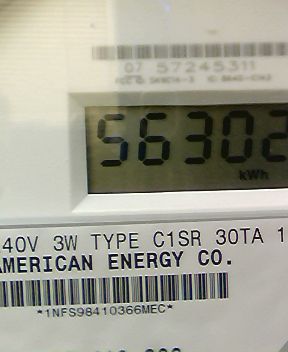 07 57245311
56302
kWh
40V 3W TYPE C1SR 30TA 1
AMERICAN ENERGY CO.
*1NFS98410366MEC*